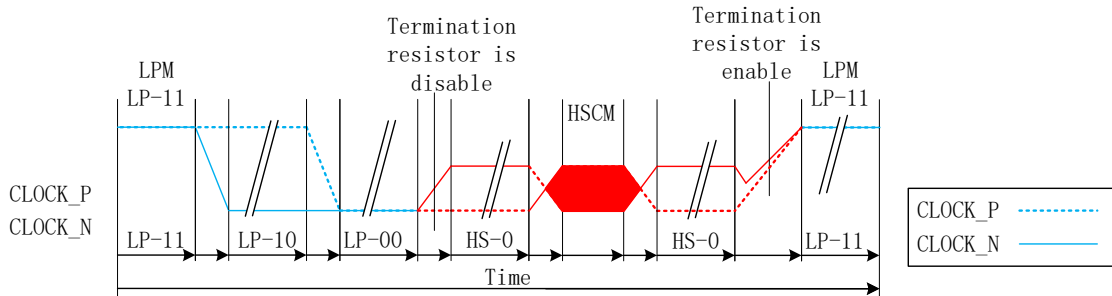 Termination
resistor is
disable
Termination
resistor is
enable
LPM
LP-11
HSCM
LPM
LP-11
CLOCK_P
CLOCK_N
LP-11
LP-10
LP-00
HS-0
HS-0
LP-11
Time
CLOCK_P
CLOCK_N